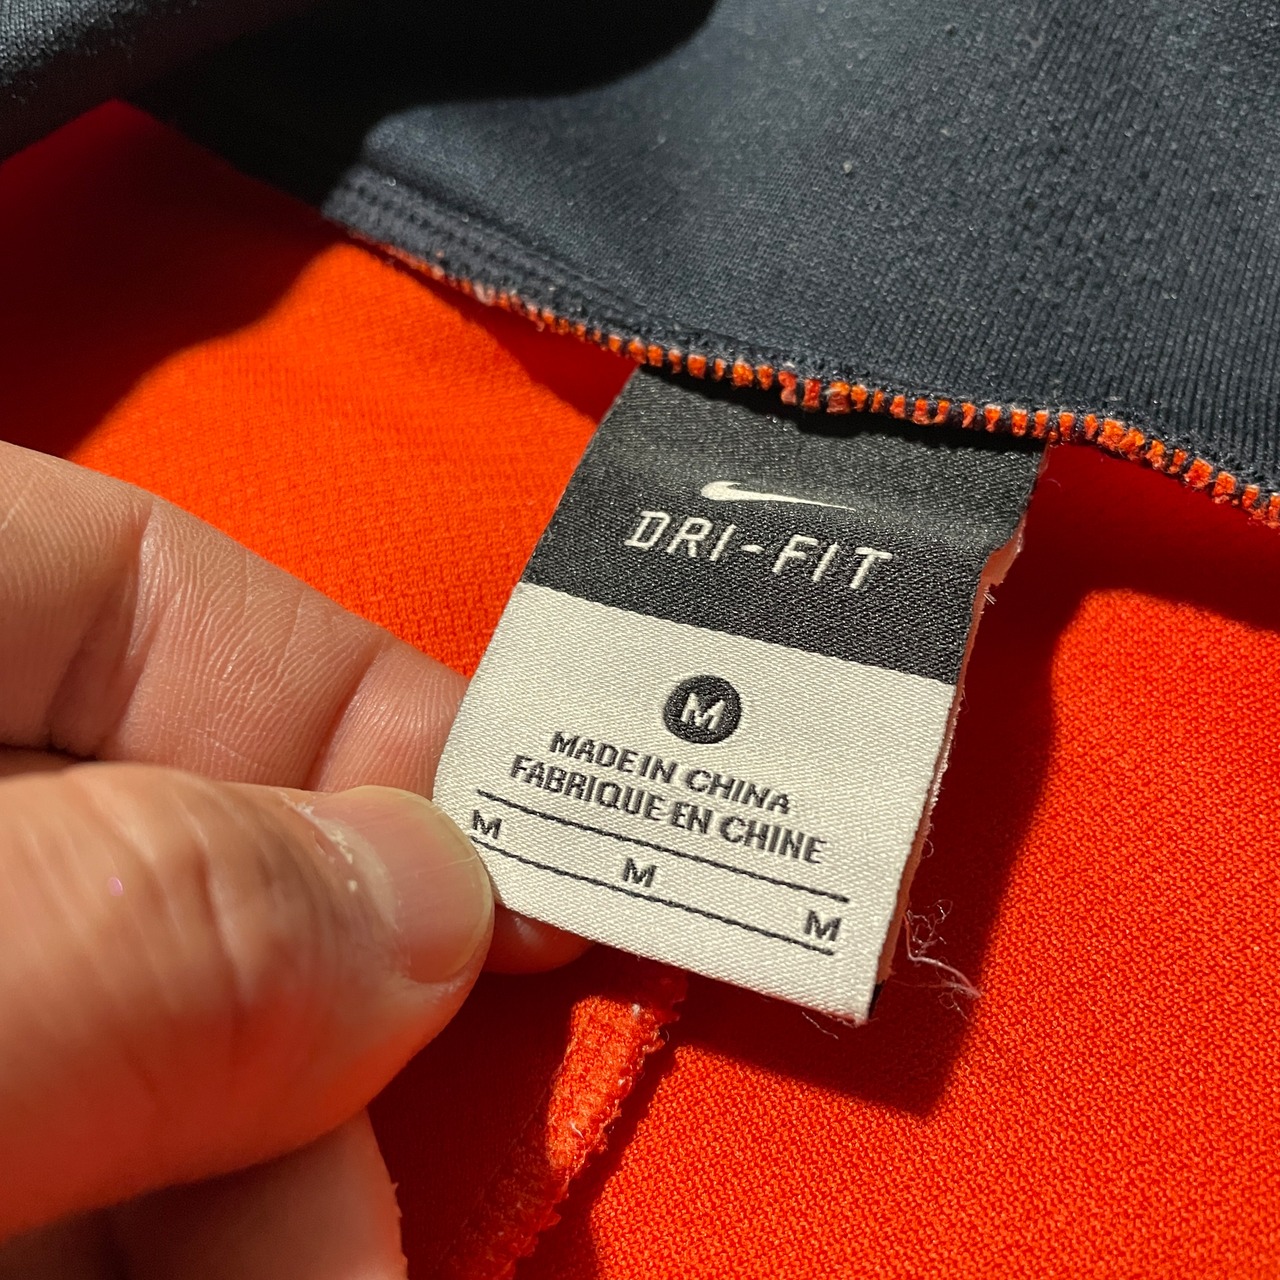 DRI-FIT
M
MADE IN CHINA
FABRIQUE EN CHINE
M M M